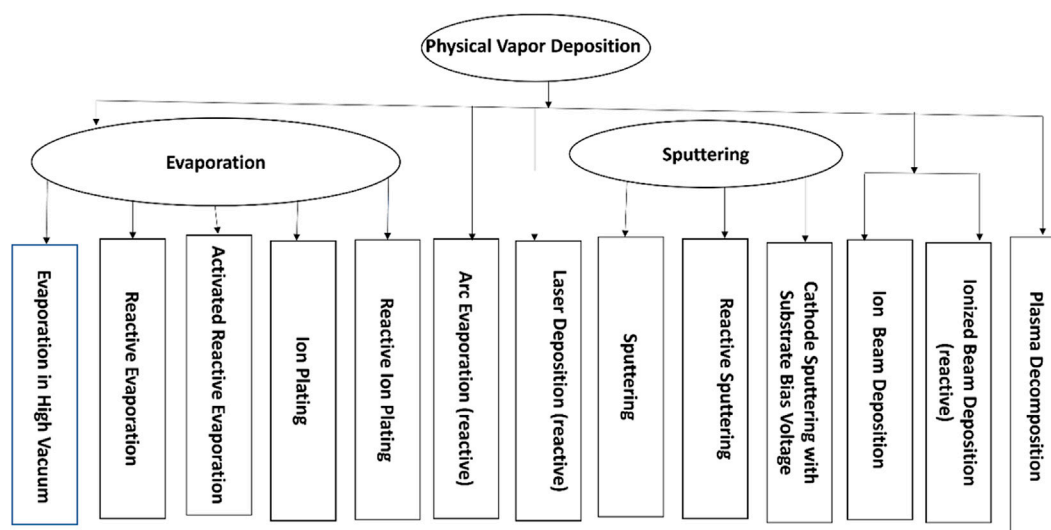 Physical Vapor Deposition
Evaporation
Sputtering
Evaporation in High Vacuum
Reactive Evaporation
Activated Reactive Evaporation
Ion Plating
Reactive Ion Plating
Arc Evaporation (reactive)
Laser Deposition (reactive)
Sputtering
Reactive Sputtering
Cathode Sputtering with
Substrate Bias Voltage
Ion Beam Deposition
Ionized Beam Deposition
(reactive)
Plasma Decomposition